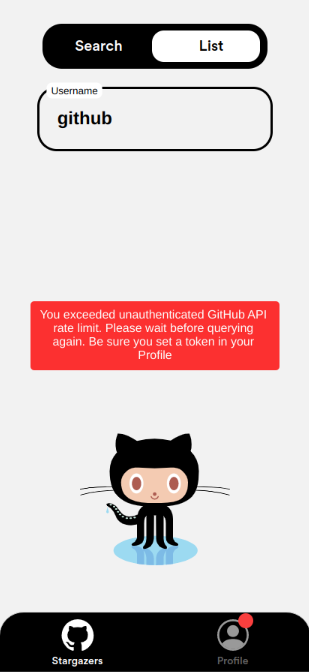 Search
List
Username
github
You exceeded unauthenticated GitHub API
rate limit. Please wait before querying
again. Be sure you set a token in your
Profile
Stargazers
Profile